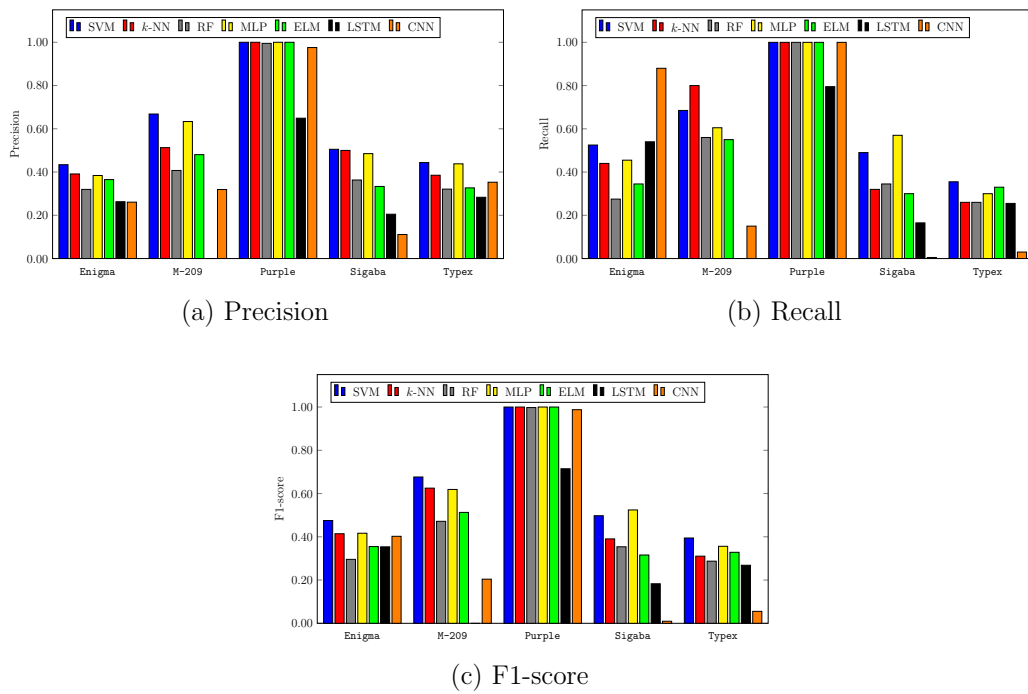 SVM k-NN RF MLP ELM LSTM CNN
1.00
0.80
0.60
0.40
0.20
0.00
Precision
Enigma M-209 Purple Sigaba Typex
(a) Precision
SVM k-NN RF MLP ELM LSTM CNN
1.00
0.80
0.60
0.40
0.20
0.00
Recall
Enigma M-209 Purple Sigaba Typex
(b) Recall
SVM k-NN RF MLP ELM LSTM CNN
1.00
0.80
0.60
0.40
0.20
0.00
F1-score
Enigma M-209 Purple Sigaba Typex
(c) F1-score